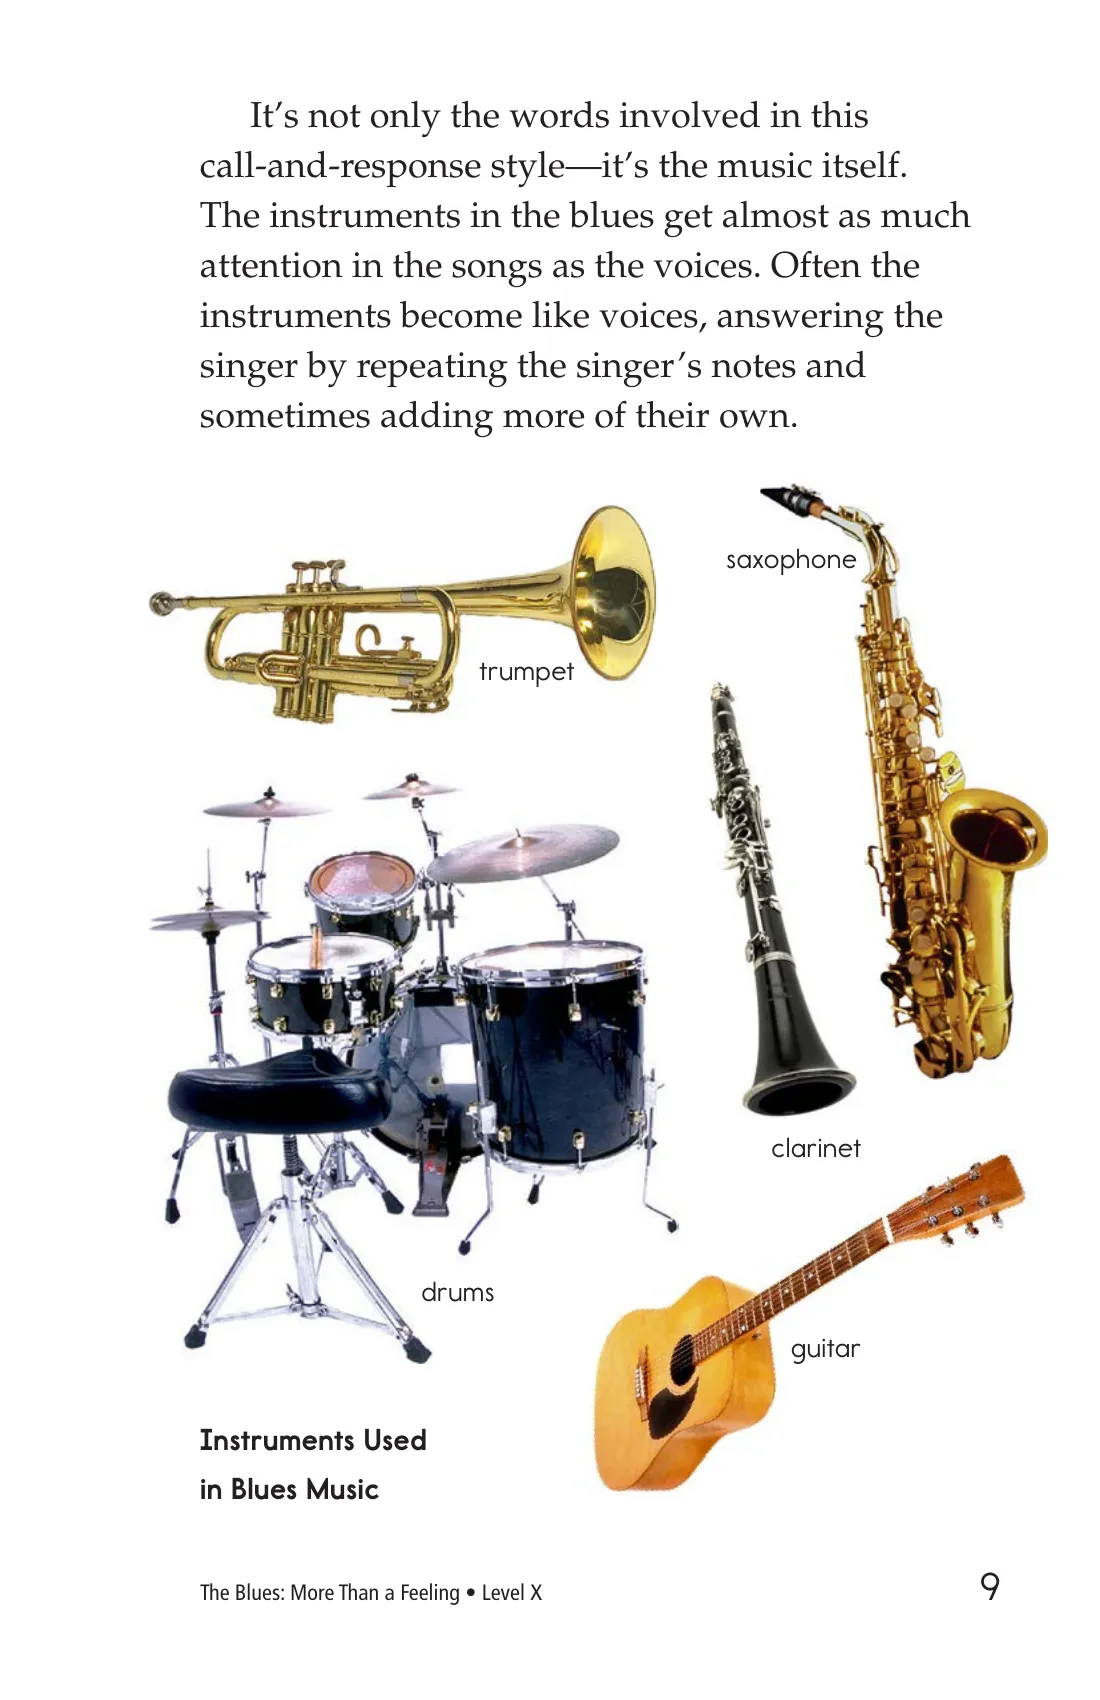 It’s not only the words involved in this
call-and-response style—it’s the music itself.
The instruments in the blues get almost as much
attention in the songs as the voices. Often the
instruments become like voices, answering the
singer by repeating the singer’s notes and
sometimes adding more of their own.
saxophone
trumpet
clarinet
drums
guitar
Instruments Used
in Blues Music
The Blues: More Than a Feeling • Level X
9